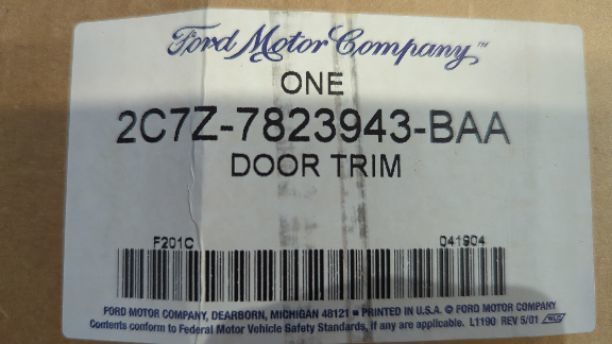 Ford Motor Company™
ONE
2C7Z-7823943-BAA
DOOR TRIM
F201C 041904
FORD MOTOR COMPANY, DEARBORN, MICHIGAN 48121 ■ PRINTED IN U.S.A. © FORD MOTOR COMPANY
Contents conform to Federal Motor Vehicle Safety Standards, if any are applicable. L1190 REV 5/01